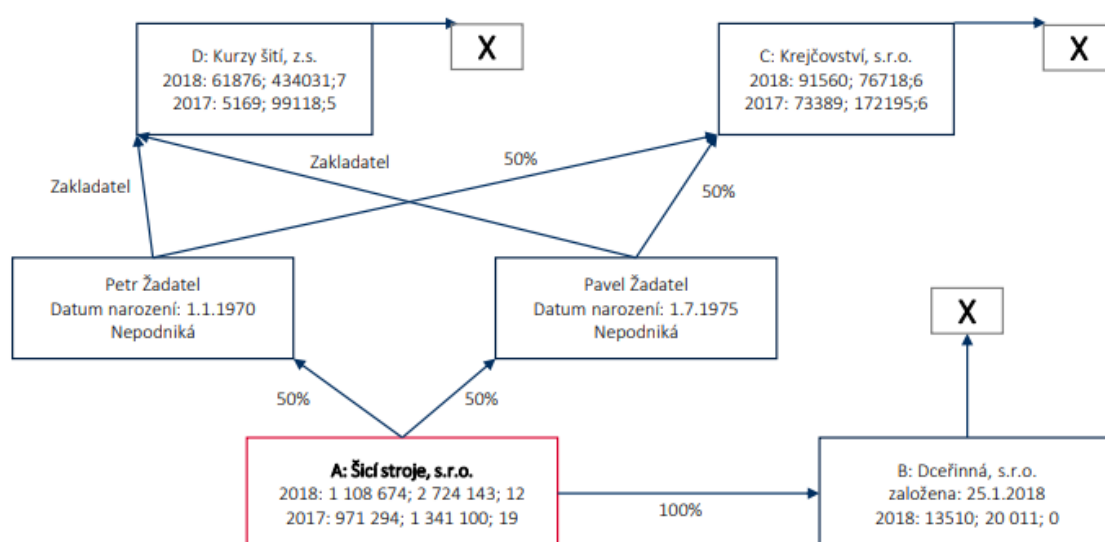 D: Kurzy šití, z.s.
2018: 61876; 434031;7
2017: 5169; 99118;5
X
C: Krejčovství, s.r.o.
2018: 91560; 76718;6
2017: 73389; 172195;6
X
Zakladatel
Zakladatel
50%
50%
Petr Žadatel
Datum narození: 1.1.1970
Nepodniká
Pavel Žadatel
Datum narození: 1.7.1975
Nepodniká
X
50%
50%
A: Šicí stroje, s.r.o.
2018: 1 108 674; 2 724 143; 12
2017: 971 294; 1 341 100; 19
100%
B: Dceřinná, s.r.o.
založena: 25.1.2018
2018: 13510; 20 011; 0